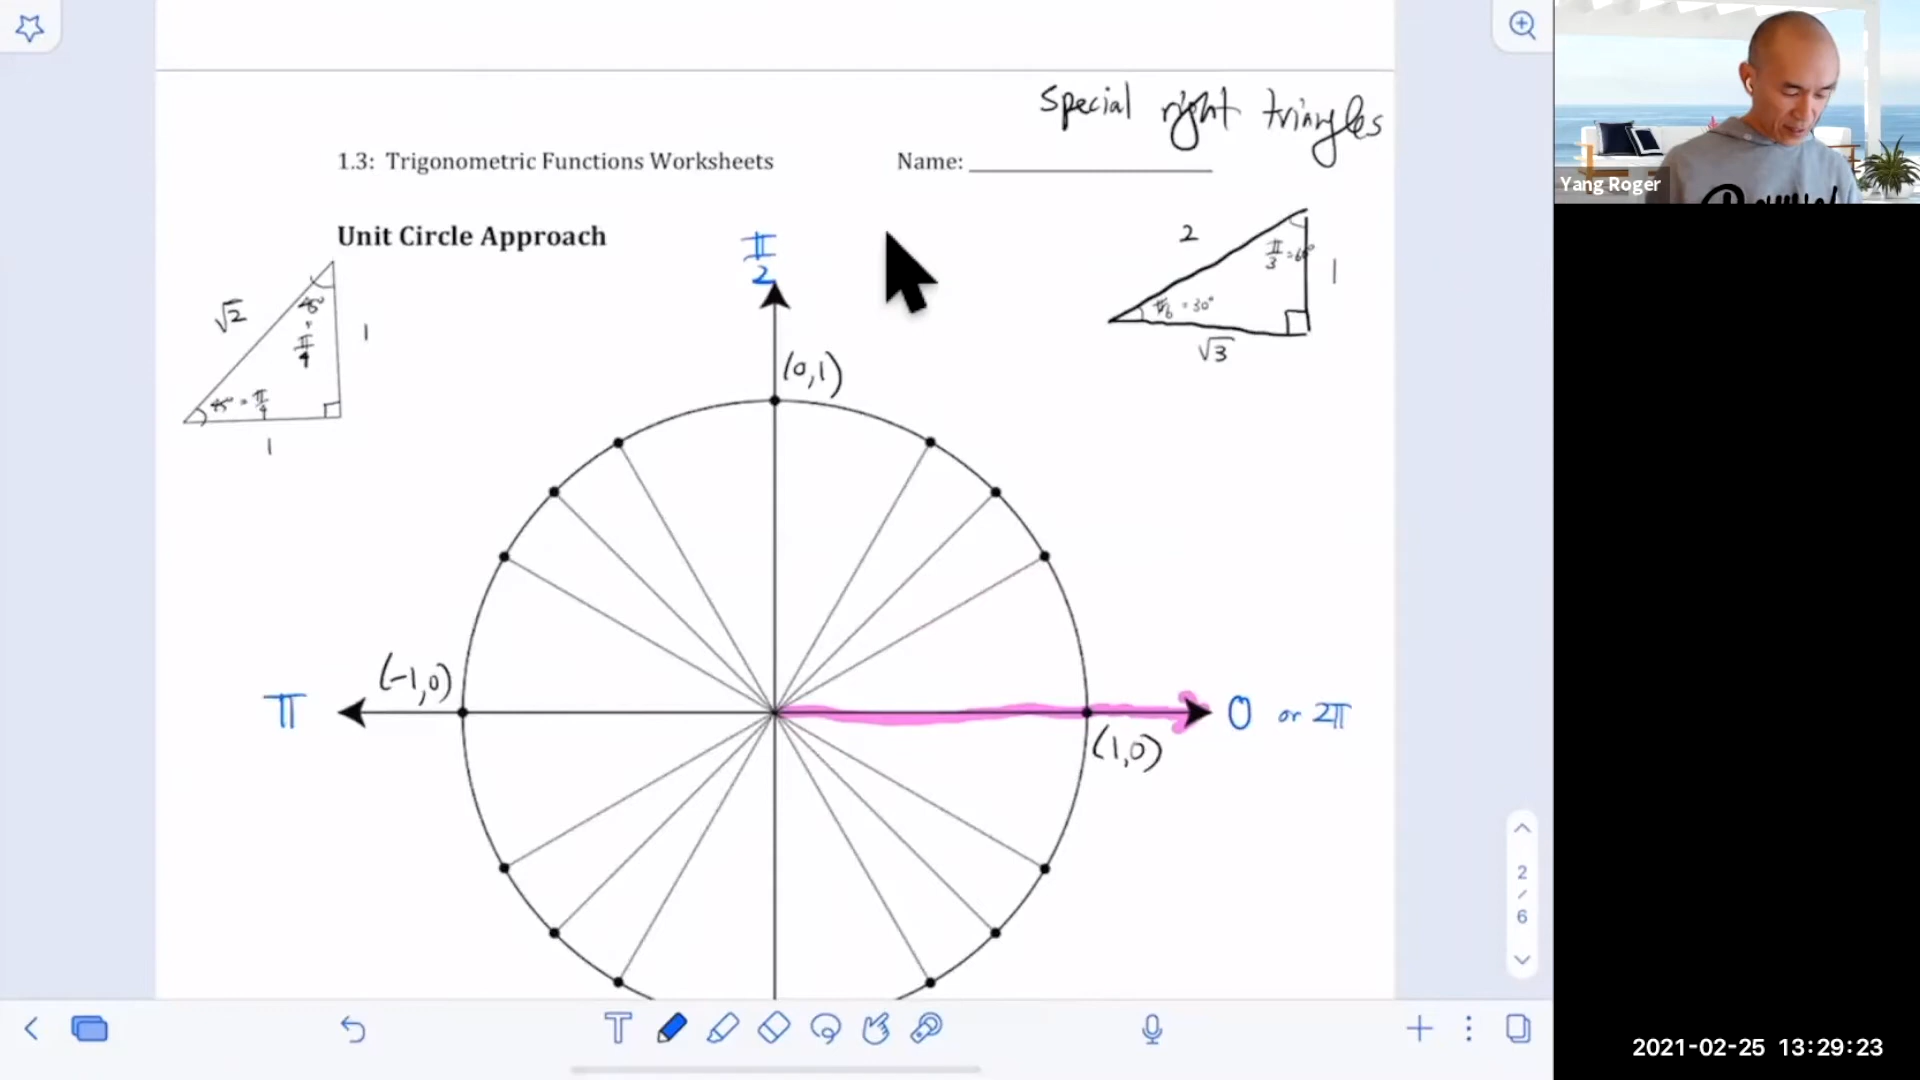 special right triangles
1.3: Trigonometric Functions Worksheets
Name:
Unit Circle Approach
Yang Roger
π/2
2
π/3 = 60°
1
π/6 = 30°
√3
√2
45° = π/4
1
45° = π/4
1
(0,1)
(-1,0)
π
0 or 2π
(1,0)
2
/
6
T
2021-02-25 13:29:23